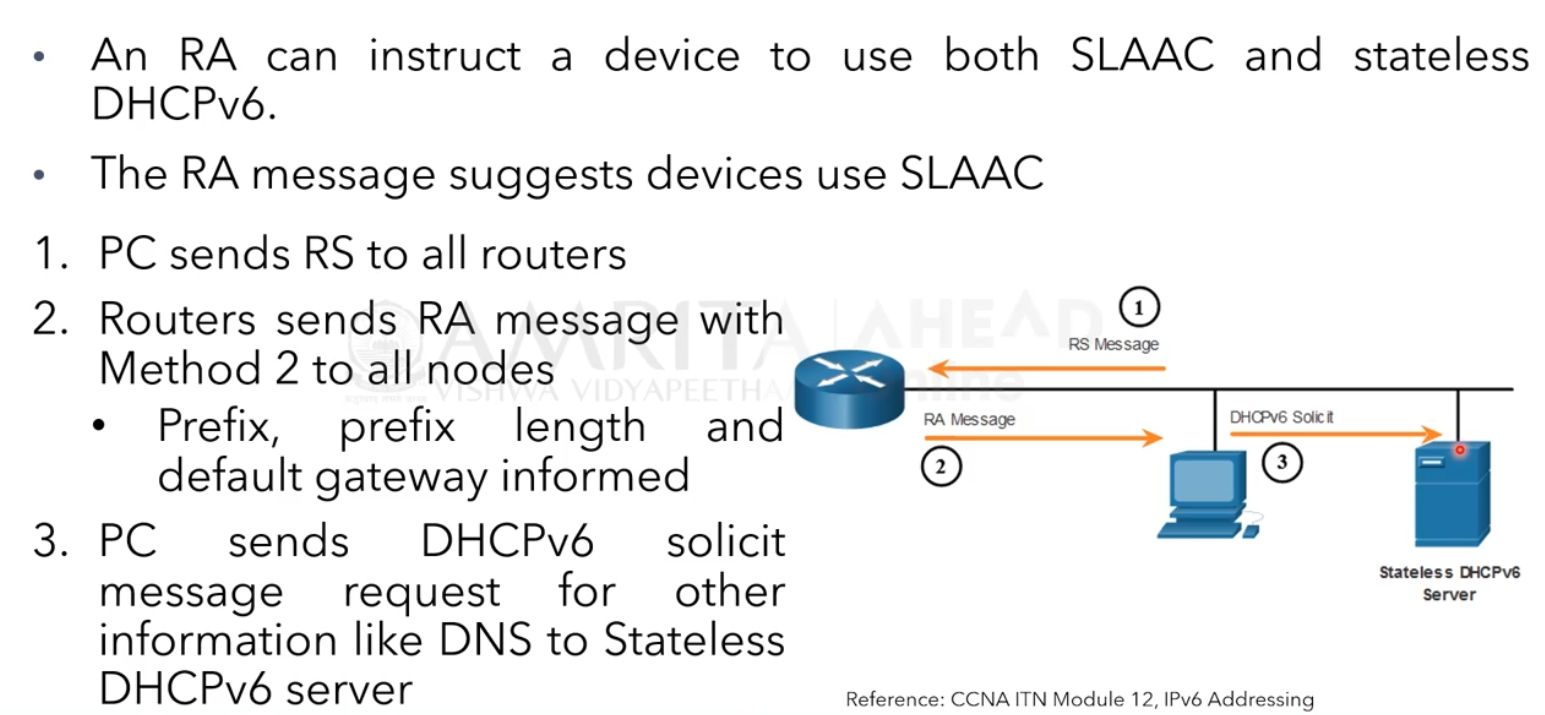 • An RA can instruct a device to use both SLAAC and stateless
DHCPv6.
• The RA message suggests devices use SLAAC
1. PC sends RS to all routers
2. Routers sends RA message with
Method 2 to all nodes
• Prefix, prefix length and
default gateway informed
3. PC sends DHCPv6 solicit
message request for other
information like DNS to Stateless
DHCPv6 server
AMRITA AHEAD
VISHWA VIDYAPEETHAM Online
1
RS Message
RA Message
2
DHCPv6 Solicit
3
Stateless DHCPv6
Server
Reference: CCNA ITN Module 12, IPv6 Addressing